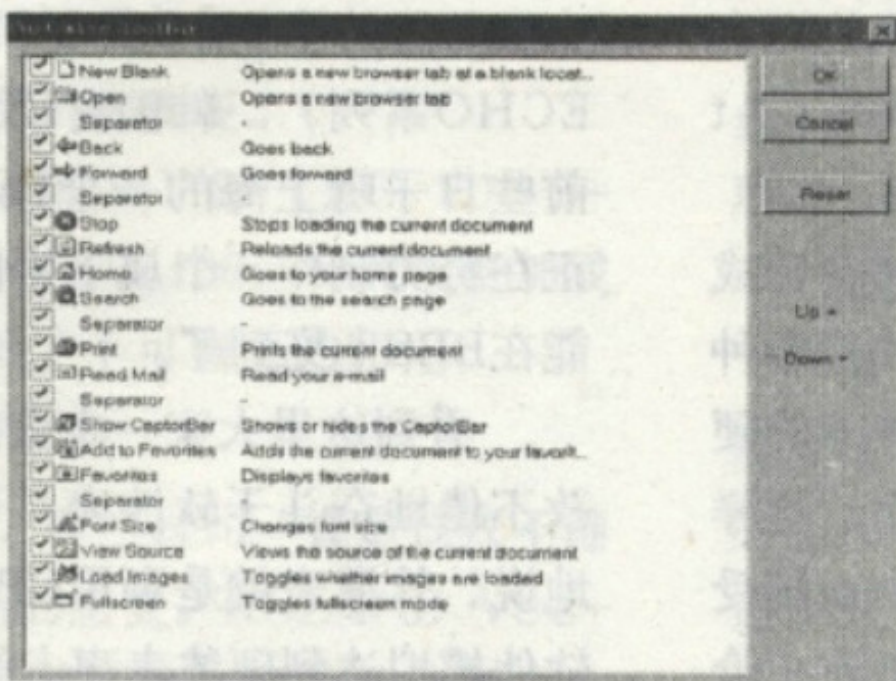 New Blank Opens a new browser tab at a blank locat...
Open Opens a new browser tab
Separator -
Back Goes back
Forward Goes forward
Separator -
Stop Stops loading the current document
Refresh Reloads the current document
Home Goes to your home page
Search Goes to the search page
Separator -
Print Prints the current document
Read Mail Read your e-mail
Separator -
Show CaptorBar Shows or hides the CaptorBar
Add to Favorites Adds the current document to your favorit...
Favorites Displays favorites
Separator -
Font Size Changes font size
View Source Views the source of the current document
Load Images Toggles whether images are loaded
Fullscreen Toggles fullscreen mode
OK
Cancel
Reset
Up
Down